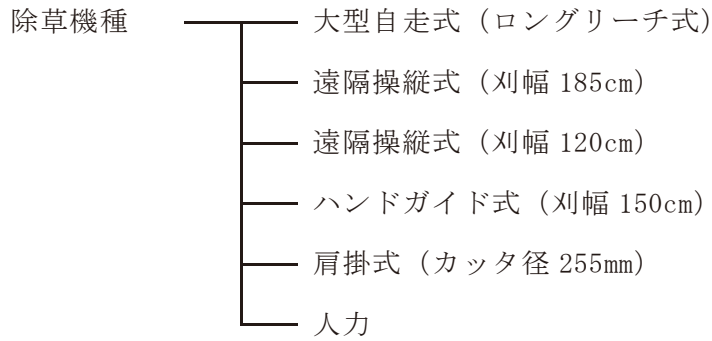 除草機種 大型自走式（ロングリーチ式）
遠隔操縦式（刈幅 185cm）
遠隔操縦式（刈幅 120cm）
ハンドガイド式（刈幅 150cm）
肩掛式（カッタ径 255mm）
人力